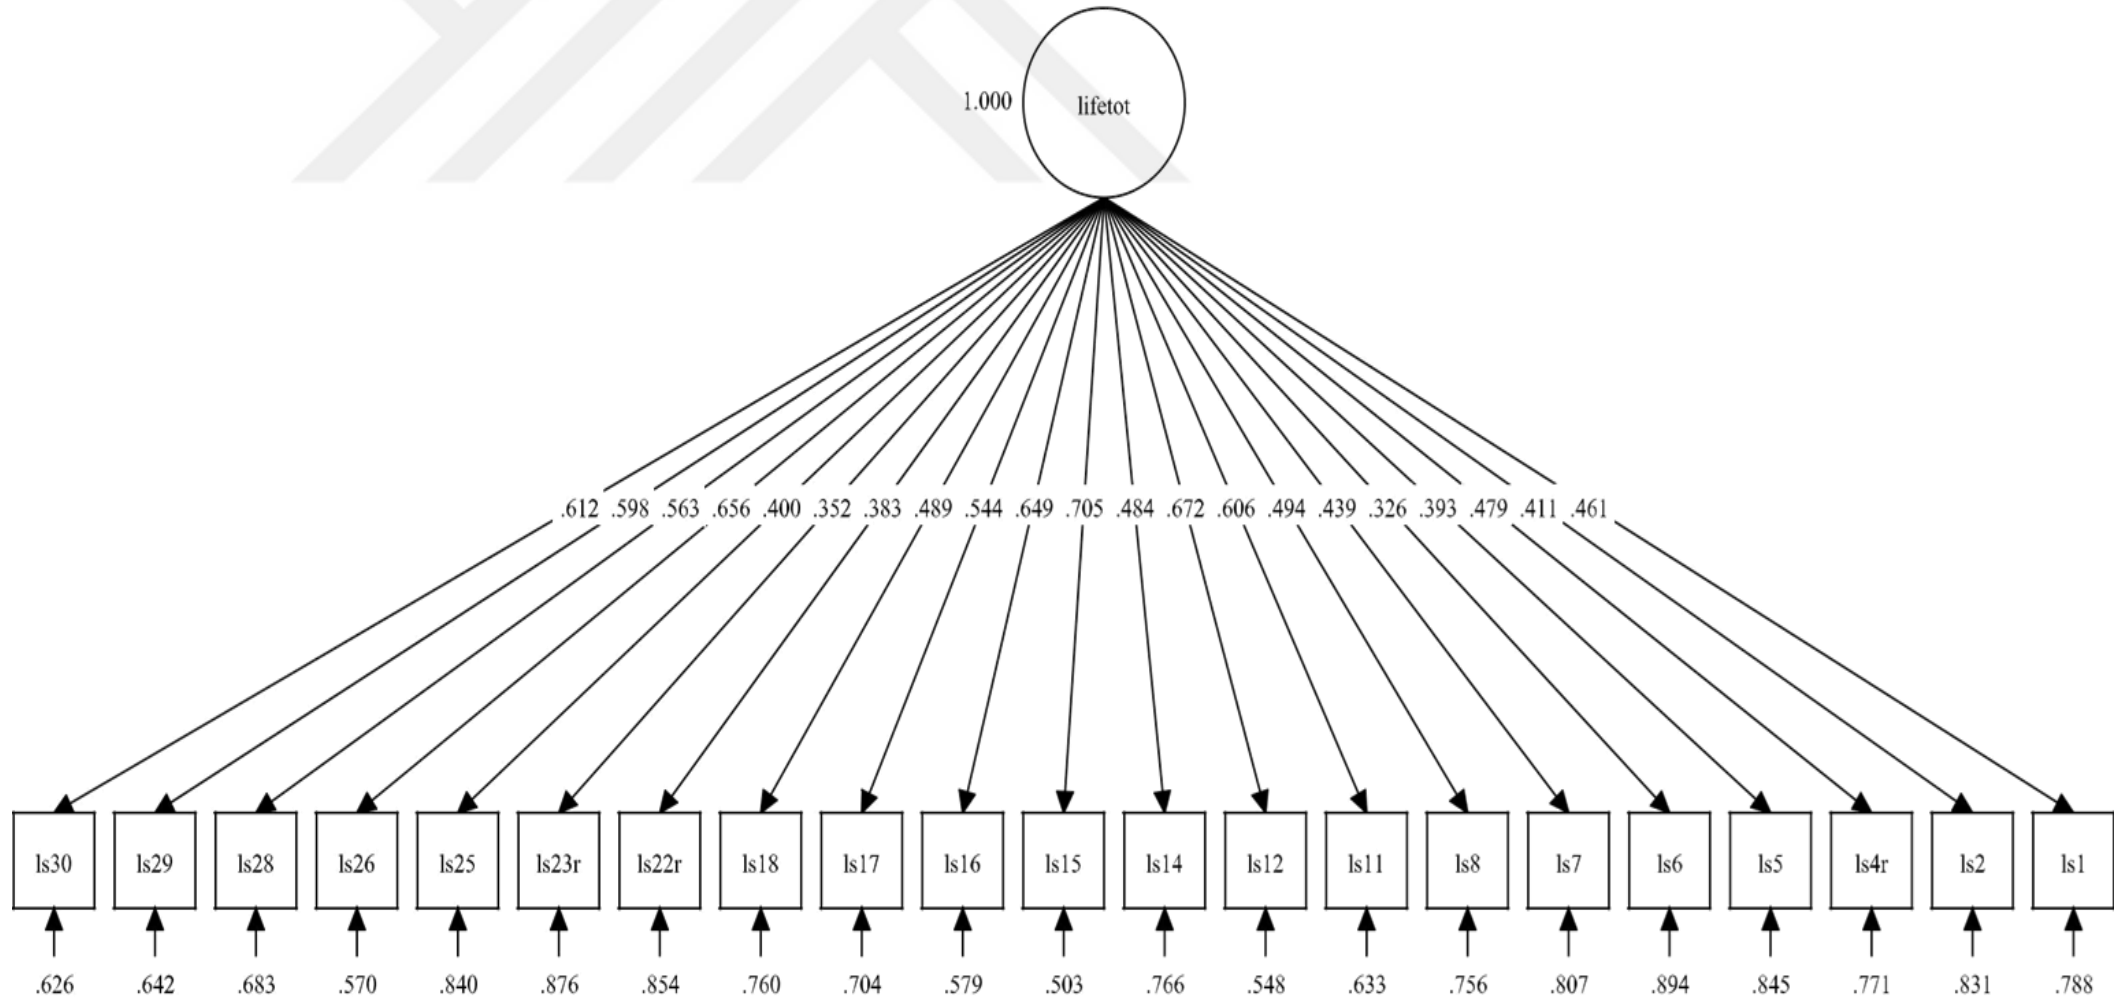 1.000 lifetot
.612 .598 .563 .656 .400 .352 .383 .489 .544 .649 .705 .484 .672 .606 .494 .439 .326 .393 .479 .411 .461
ls30 ls29 ls28 ls26 ls25 ls23r ls22r ls18 ls17 ls16 ls15 ls14 ls12 ls11 ls8 ls7 ls6 ls5 ls4r ls2 ls1
.626 .642 .683 .570 .840 .876 .854 .760 .704 .579 .503 .766 .548 .633 .756 .807 .894 .845 .771 .831 .788